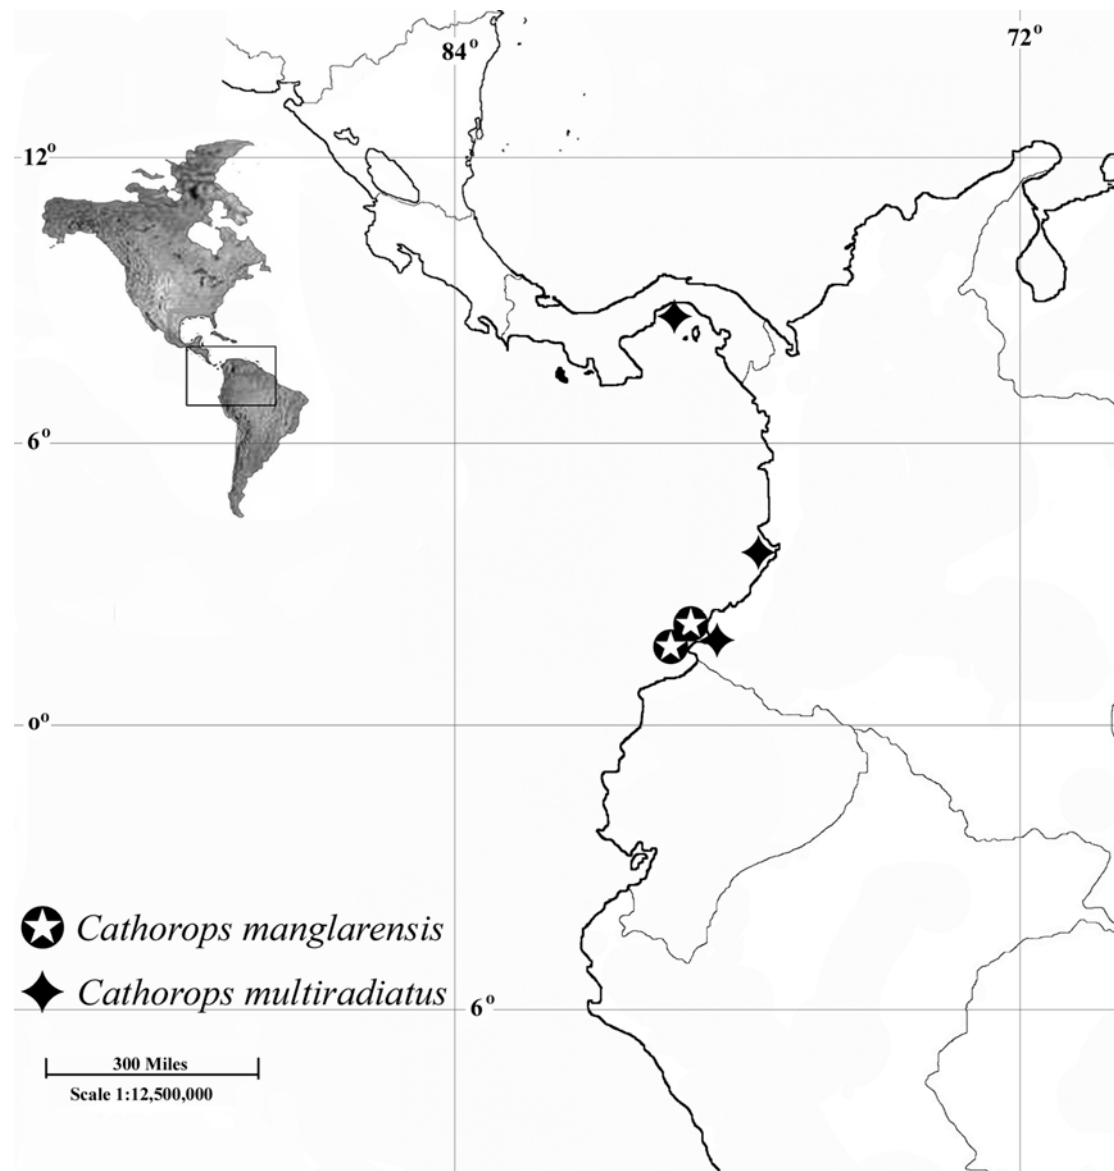 84°
72°
12°
6°
0°
Cathorops manglarensis
Cathorops multiradiatus
6°
300 Miles
Scale 1:12,500,000